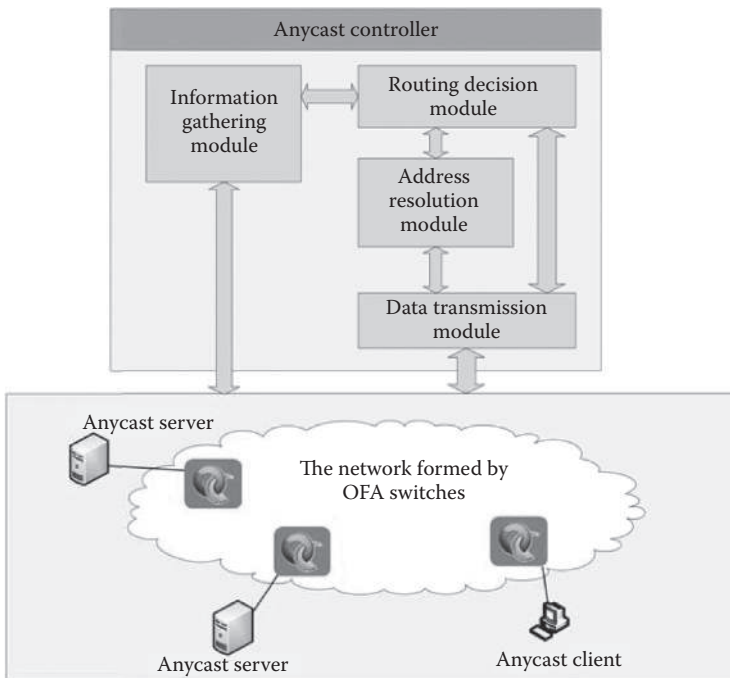 Anycast controller
Information
gathering
module
Routing decision
module
Address
resolution
module
Data transmission
module
Anycast server
The network formed by
OFA switches
Anycast server
Anycast client